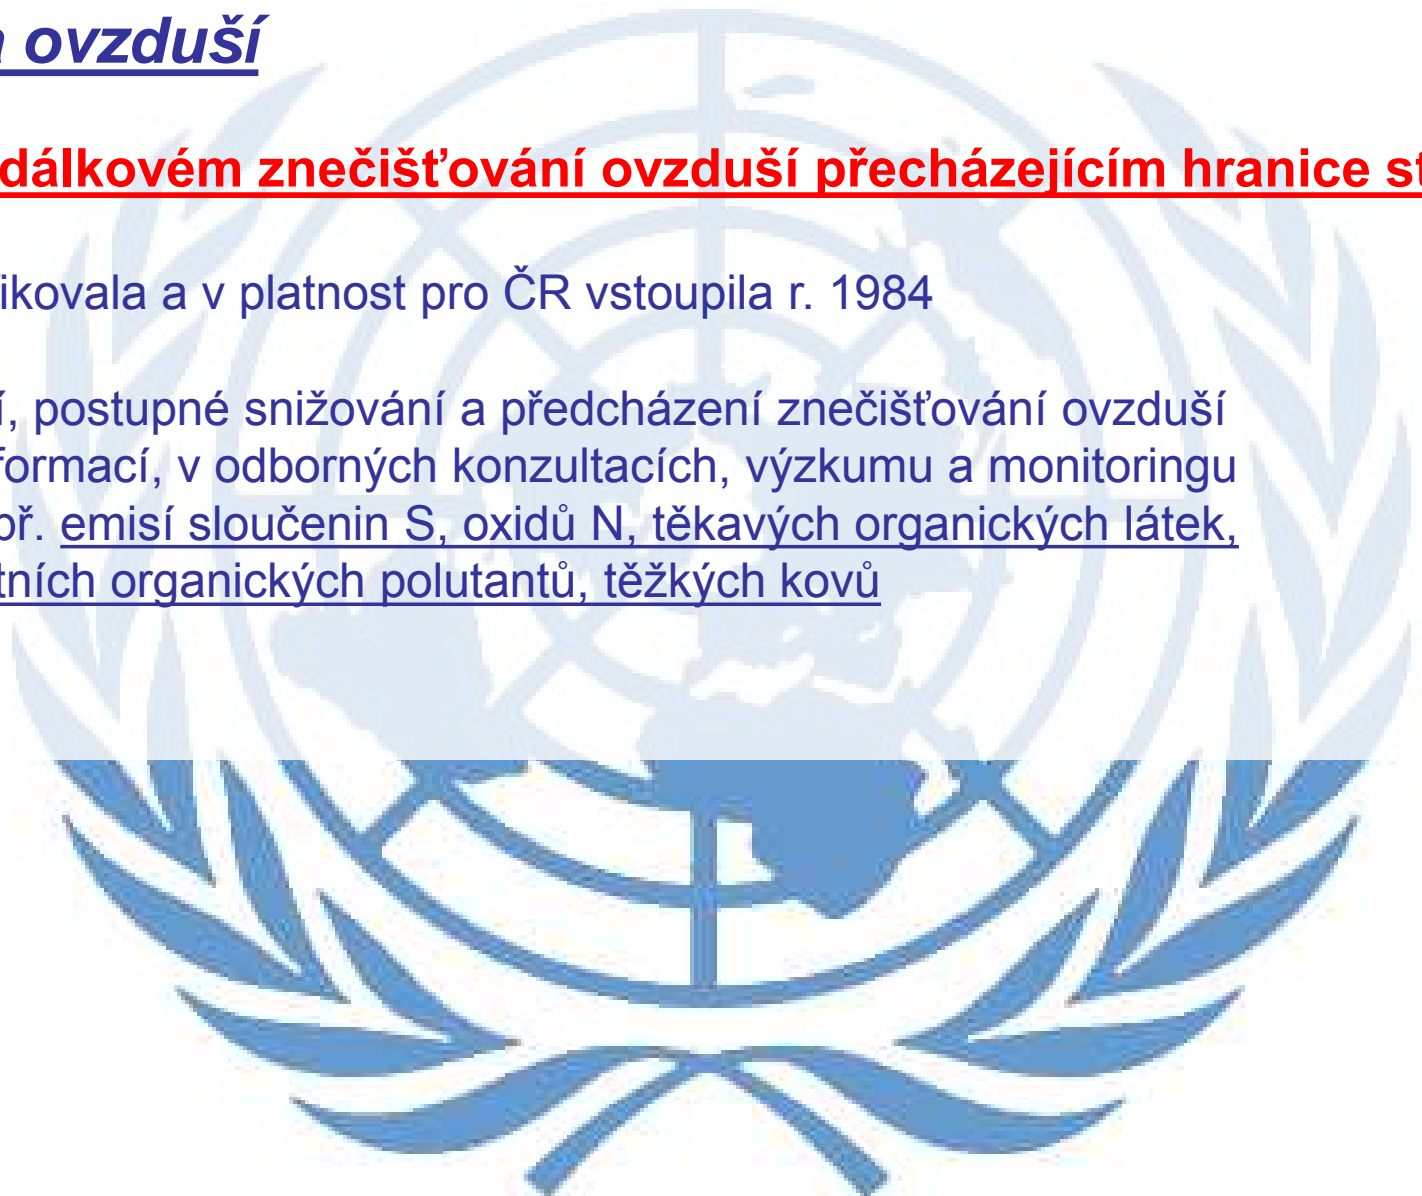 ovzduší
dálkovém znečišťování ovzduší přecházejícím hranice st
ikovala a v platnost pro ČR vstoupila r. 1984
í, postupné snižování a předcházení znečišťování ovzduší
formací, v odborných konzultacích, výzkumu a monitoringu
př. emisí sloučenin S, oxidů N, těkavých organických látek,
tních organických polutantů, těžkých kovů